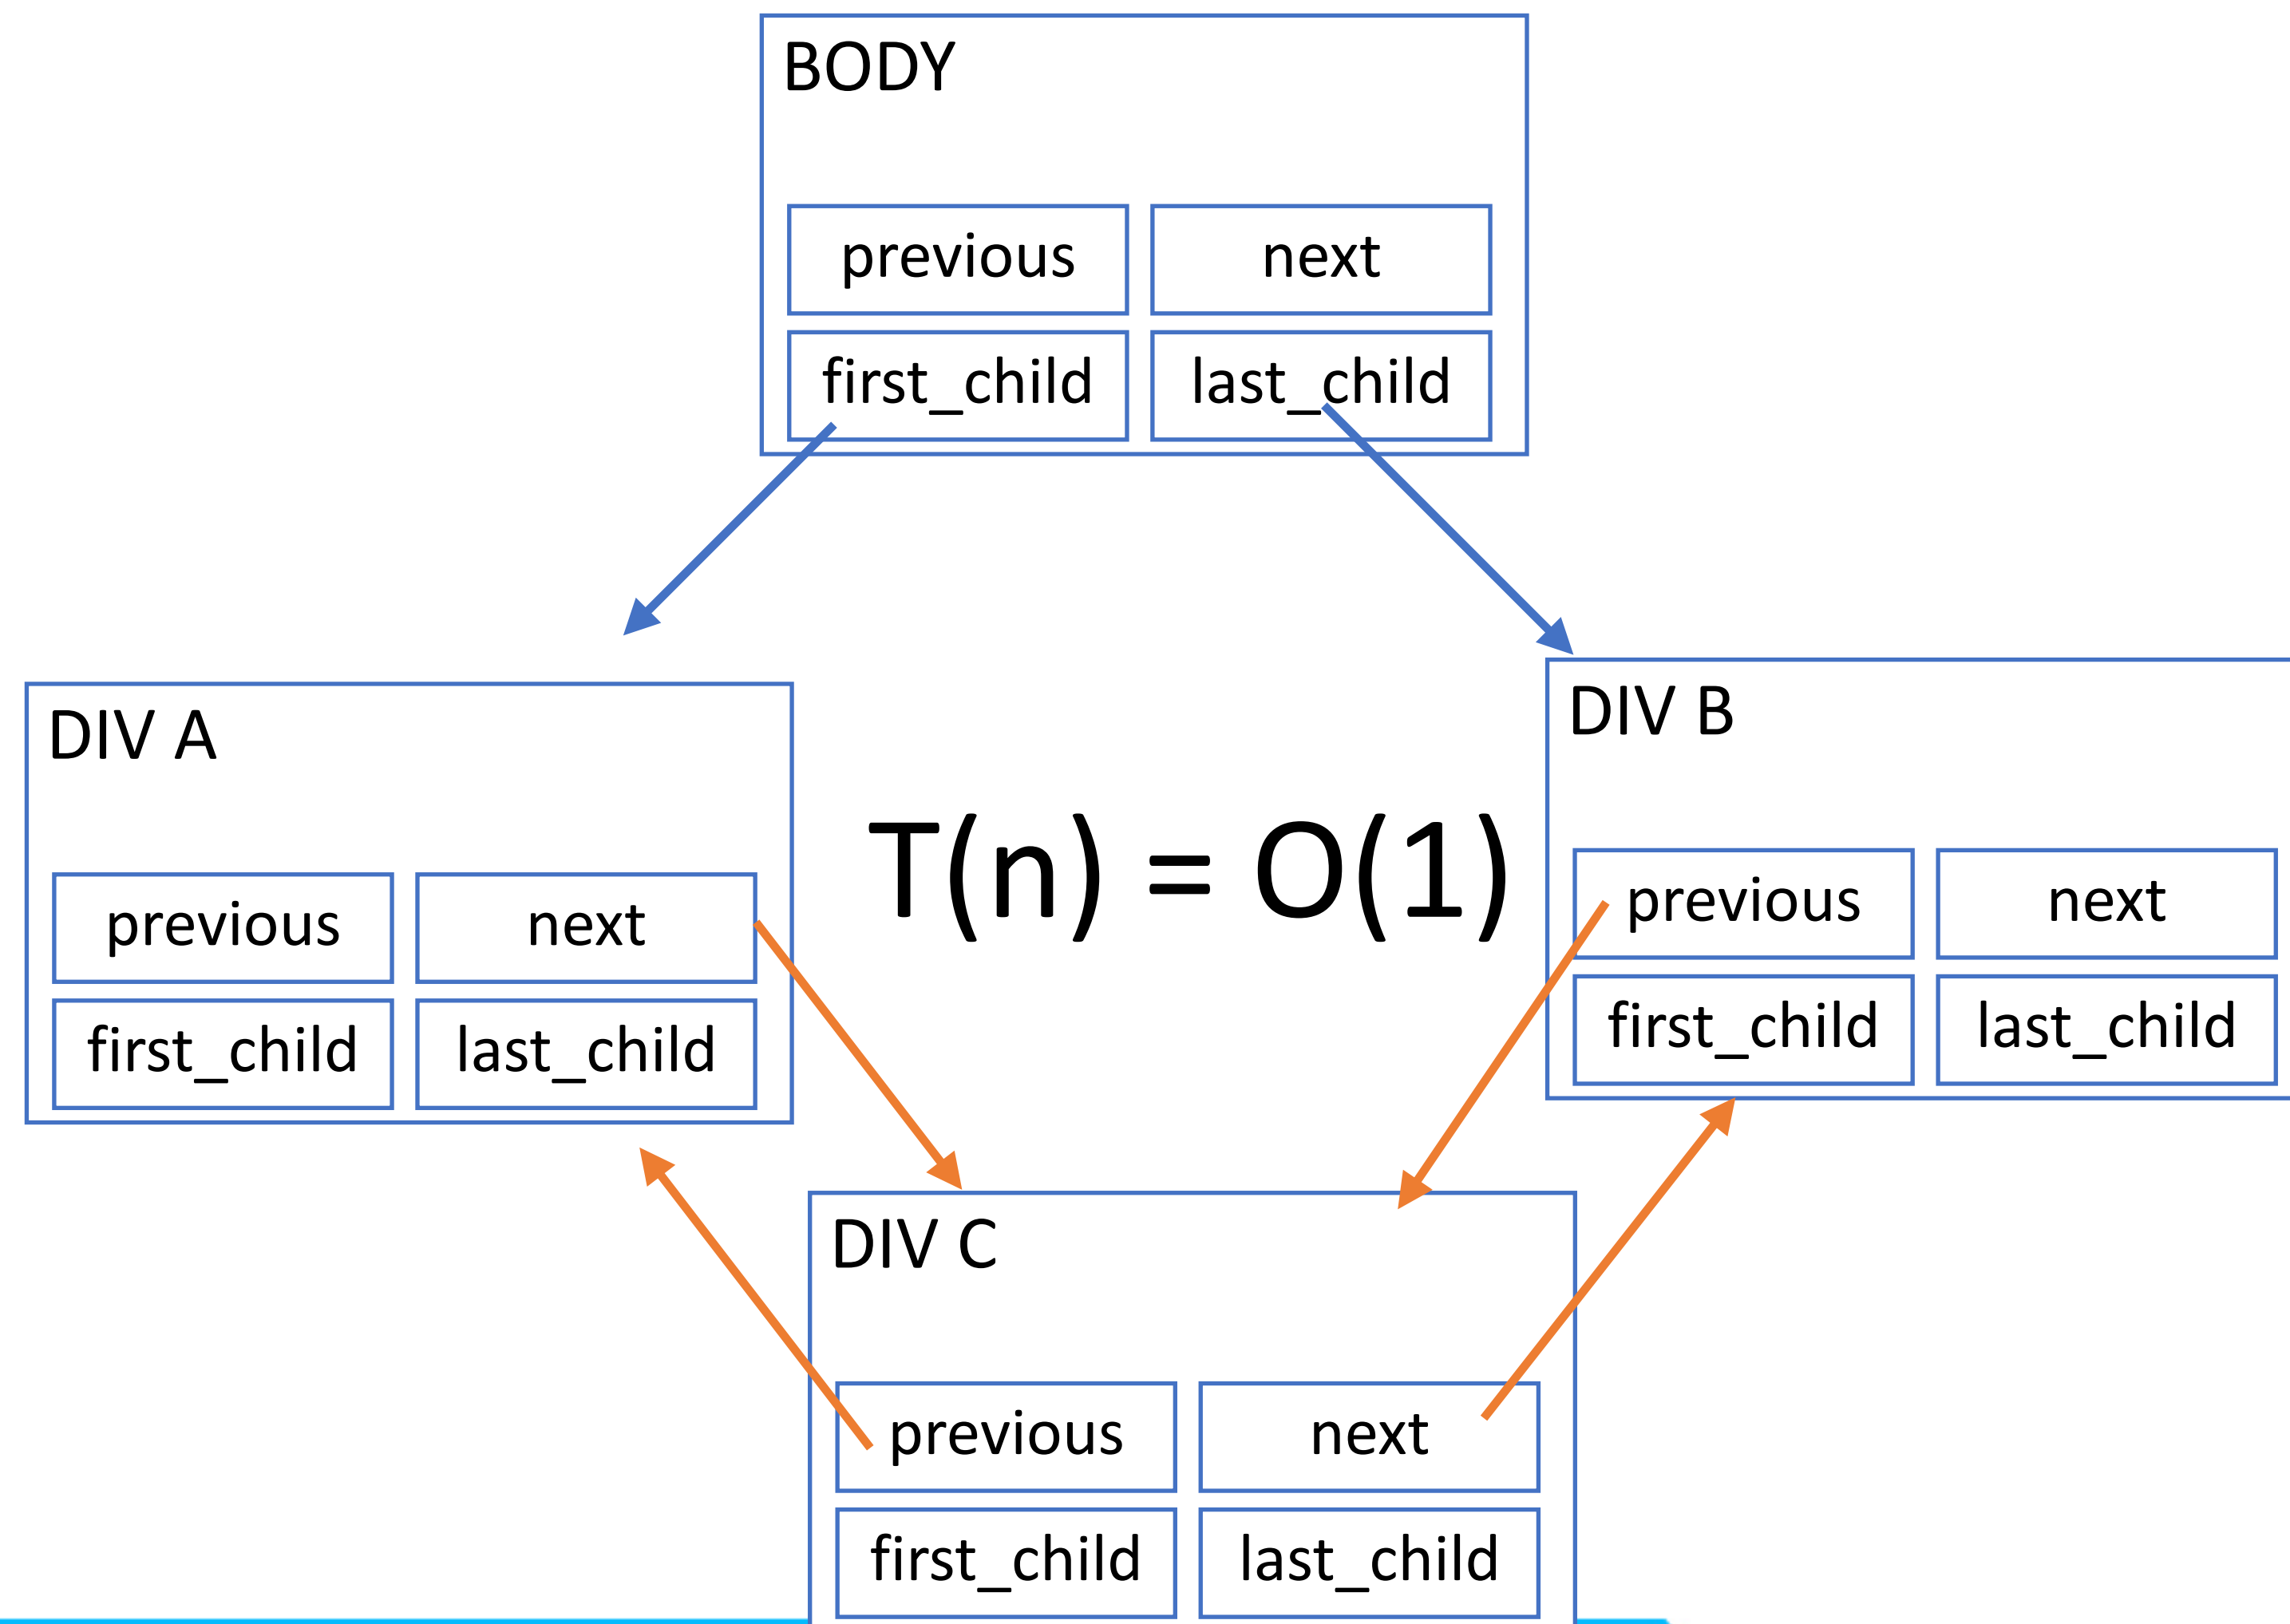 BODY
previous next
first_child last_child
DIV A
previous next
first_child last_child
T(n) = O(1)
DIV B
previous next
first_child last_child
DIV C
previous next
first_child last_child